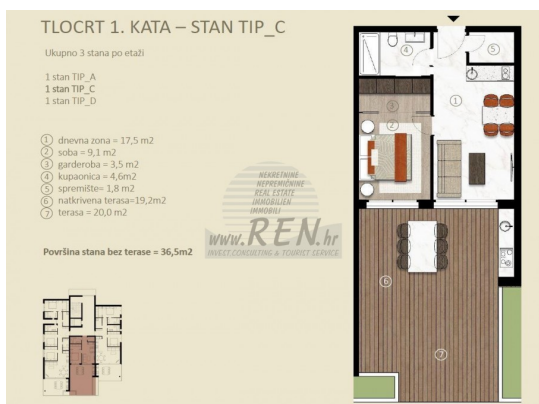 TLOCRT 1. KATA – STAN TIP_C
Ukupno 3 stana po etaži
1 stan TIP_A
1 stan TIP_C
1 stan TIP_D
1 dnevna zona = 17,5 m2
2 soba = 9,1 m2
3 garderoba = 3,5 m2
4 kupaonica = 4,6m2
5 spremište= 1,8 m2
6 natkrivena terasa=19,2m2
7 terasa = 20,0 m2
Površina stana bez terase = 36,5m2
NEKRETNINE
NEPREMIČNINE
REAL ESTATE
IMMOBILIEN
IMMOBILI
www.REN.hr
INVEST CONSULTING & TOURIST SERVICE
4
5
3
1
2
6
7